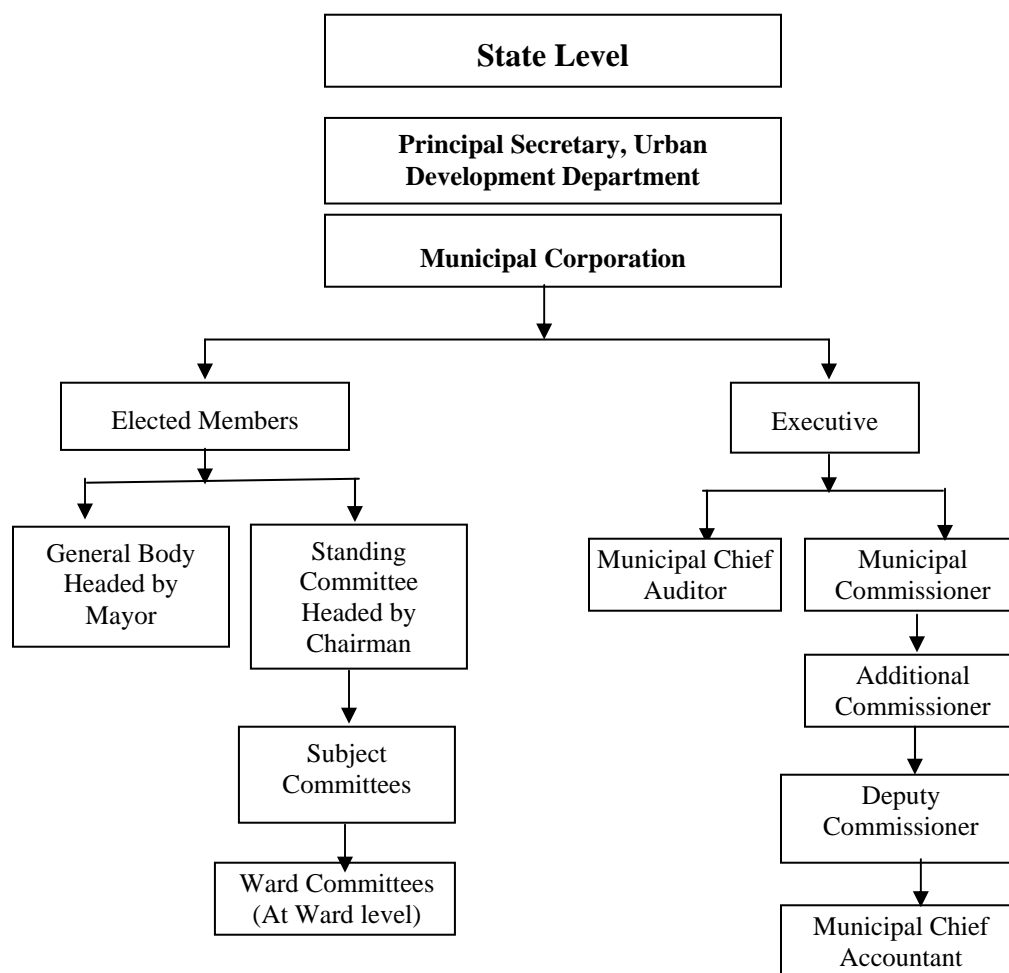 State Level
Principal Secretary, Urban
Development Department
Municipal Corporation
Elected Members
Executive
General Body
Headed by
Mayor
Standing
Committee
Headed by
Chairman
Municipal Chief
Auditor
Municipal
Commissioner
Additional
Commissioner
Subject
Committees
Deputy
Commissioner
Ward Committees
(At Ward level)
Municipal Chief
Accountant